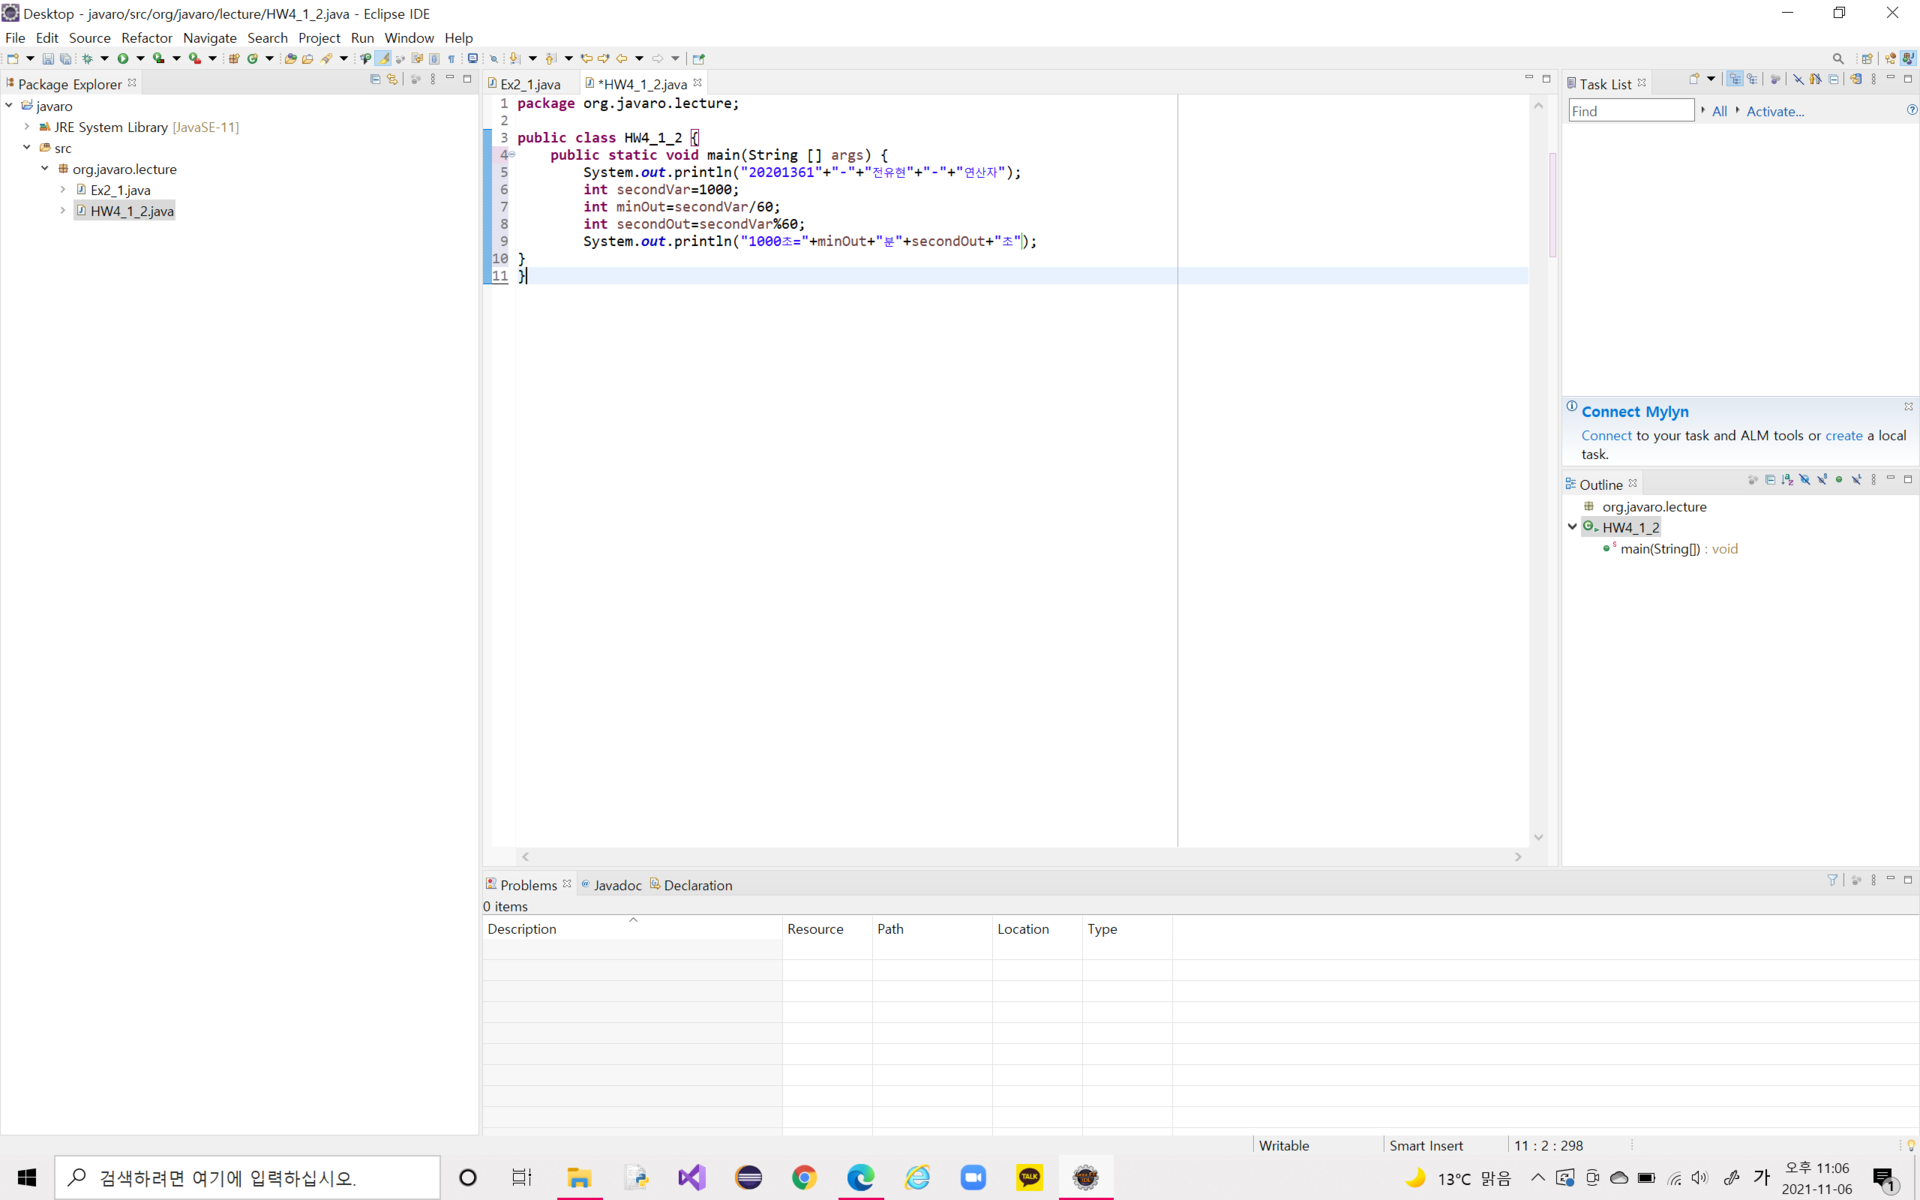 Desktop - javaro/src/org/javaro/lecture/HW4_1_2.java - Eclipse IDE
File Edit Source Refactor Navigate Search Project Run Window Help
Package Explorer
javaro
JRE System Library [JavaSE-11]
src
org.javaro.lecture
Ex2_1.java
HW4_1_2.java
Ex2_1.java *HW4_1_2.java
1 package org.javaro.lecture;
2
3 public class HW4_1_2 {
4 public static void main(String [] args) {
5 System.out.println("20201361"+"-"+"전유현"+"-"+"연산자");
6 int secondVar=1000;
7 int minOut=secondVar/60;
8 int secondOut=secondVar%60;
9 System.out.println("1000초="+minOut+"분"+secondOut+"초");
10 }
11 }
Task List
Find All Activate...
Connect Mylyn
Connect to your task and ALM tools or create a local
task.
Outline
org.javaro.lecture
HW4_1_2
main(String[]) : void
Problems Javadoc Declaration
0 items
Description Resource Path Location Type
Writable Smart Insert 11 : 2 : 298
검색하려면 여기에 입력하십시오.
TALK
13°C 맑음
가
오후 11:06
2021-11-06
1